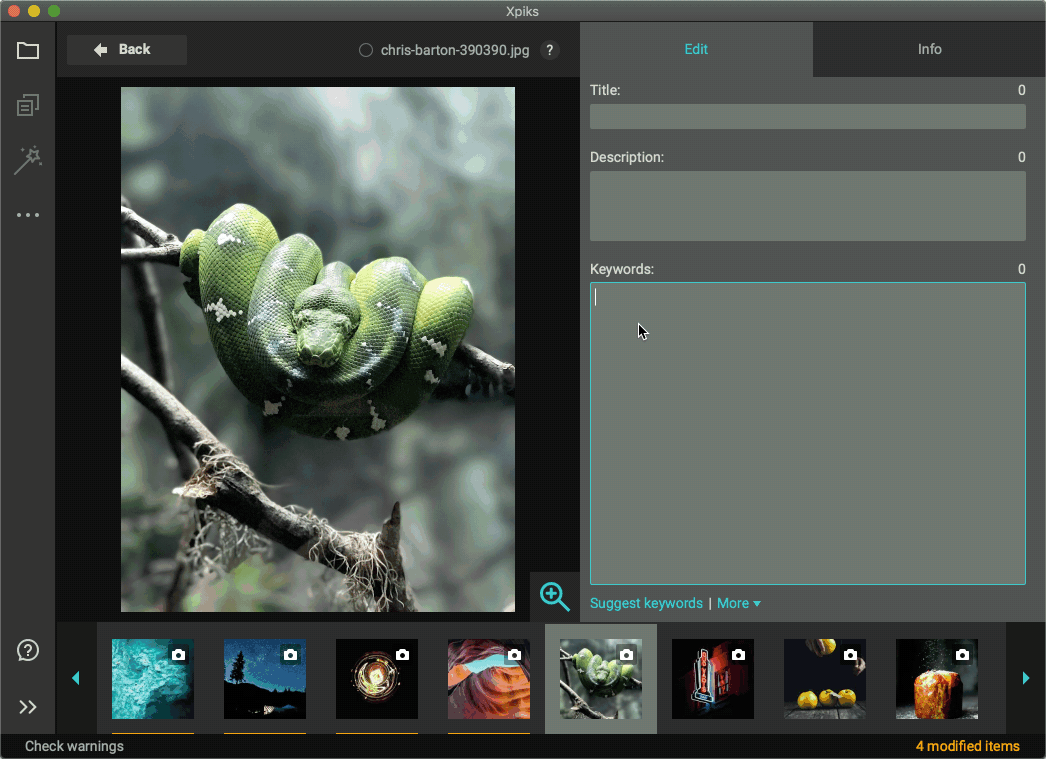 Xpiks
Back
chris-barton-390390.jpg
?
Edit
Info
Title:
0
Description:
0
Keywords:
0
Suggest keywords | More
?
Check warnings
4 modified items